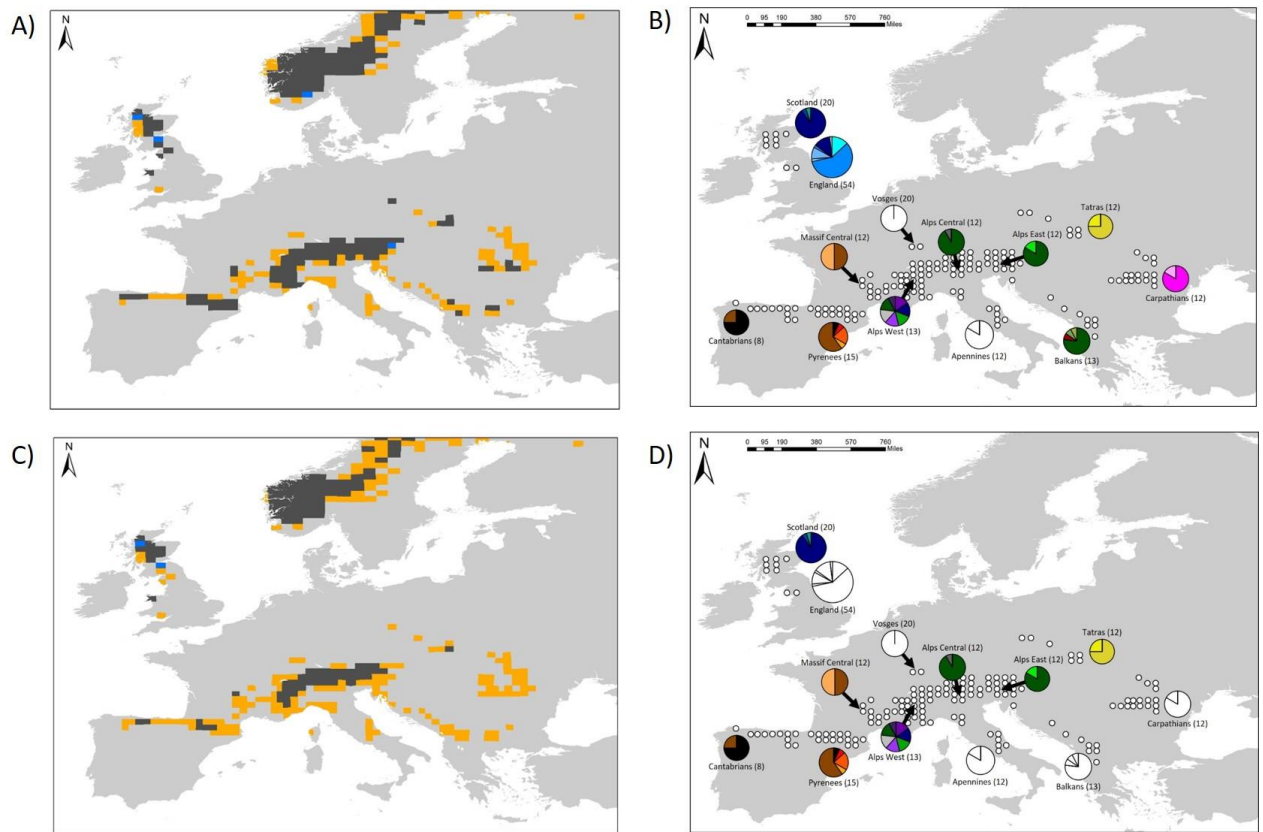 A)
N
B)
N
0 95 190 380 570 760
Miles
Scotland (20)
England (54)
Vosges (20)
Alps Central (12)
Tatras (12)
Massif Central (12)
Alps East (12)
Carpathians (12)
Cantabrians (8)
Alps West (13)
Pyrenees (15)
Apennines (12)
Balkans (13)
C)
N
D)
N
0 95 190 380 570 760
Miles
Scotland (20)
England (54)
Vosges (20)
Alps Central (12)
Tatras (12)
Massif Central (12)
Alps East (12)
Carpathians (12)
Cantabrians (8)
Alps West (13)
Pyrenees (15)
Apennines (12)
Balkans (13)